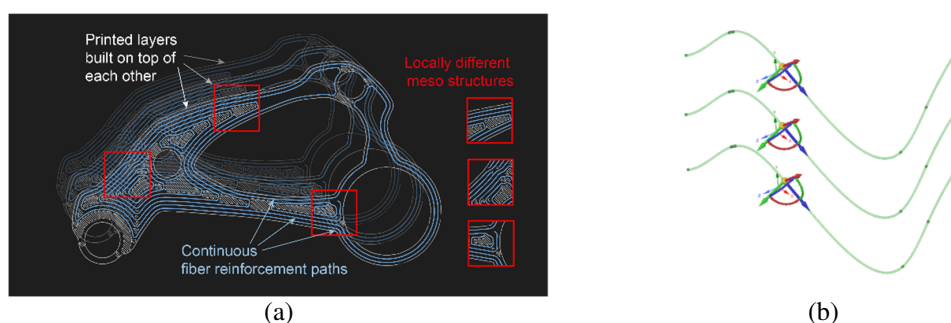 Printed layers
built on top of
each other
Locally different
meso structures
Continuous
fiber reinforcement paths
(a)
(b)